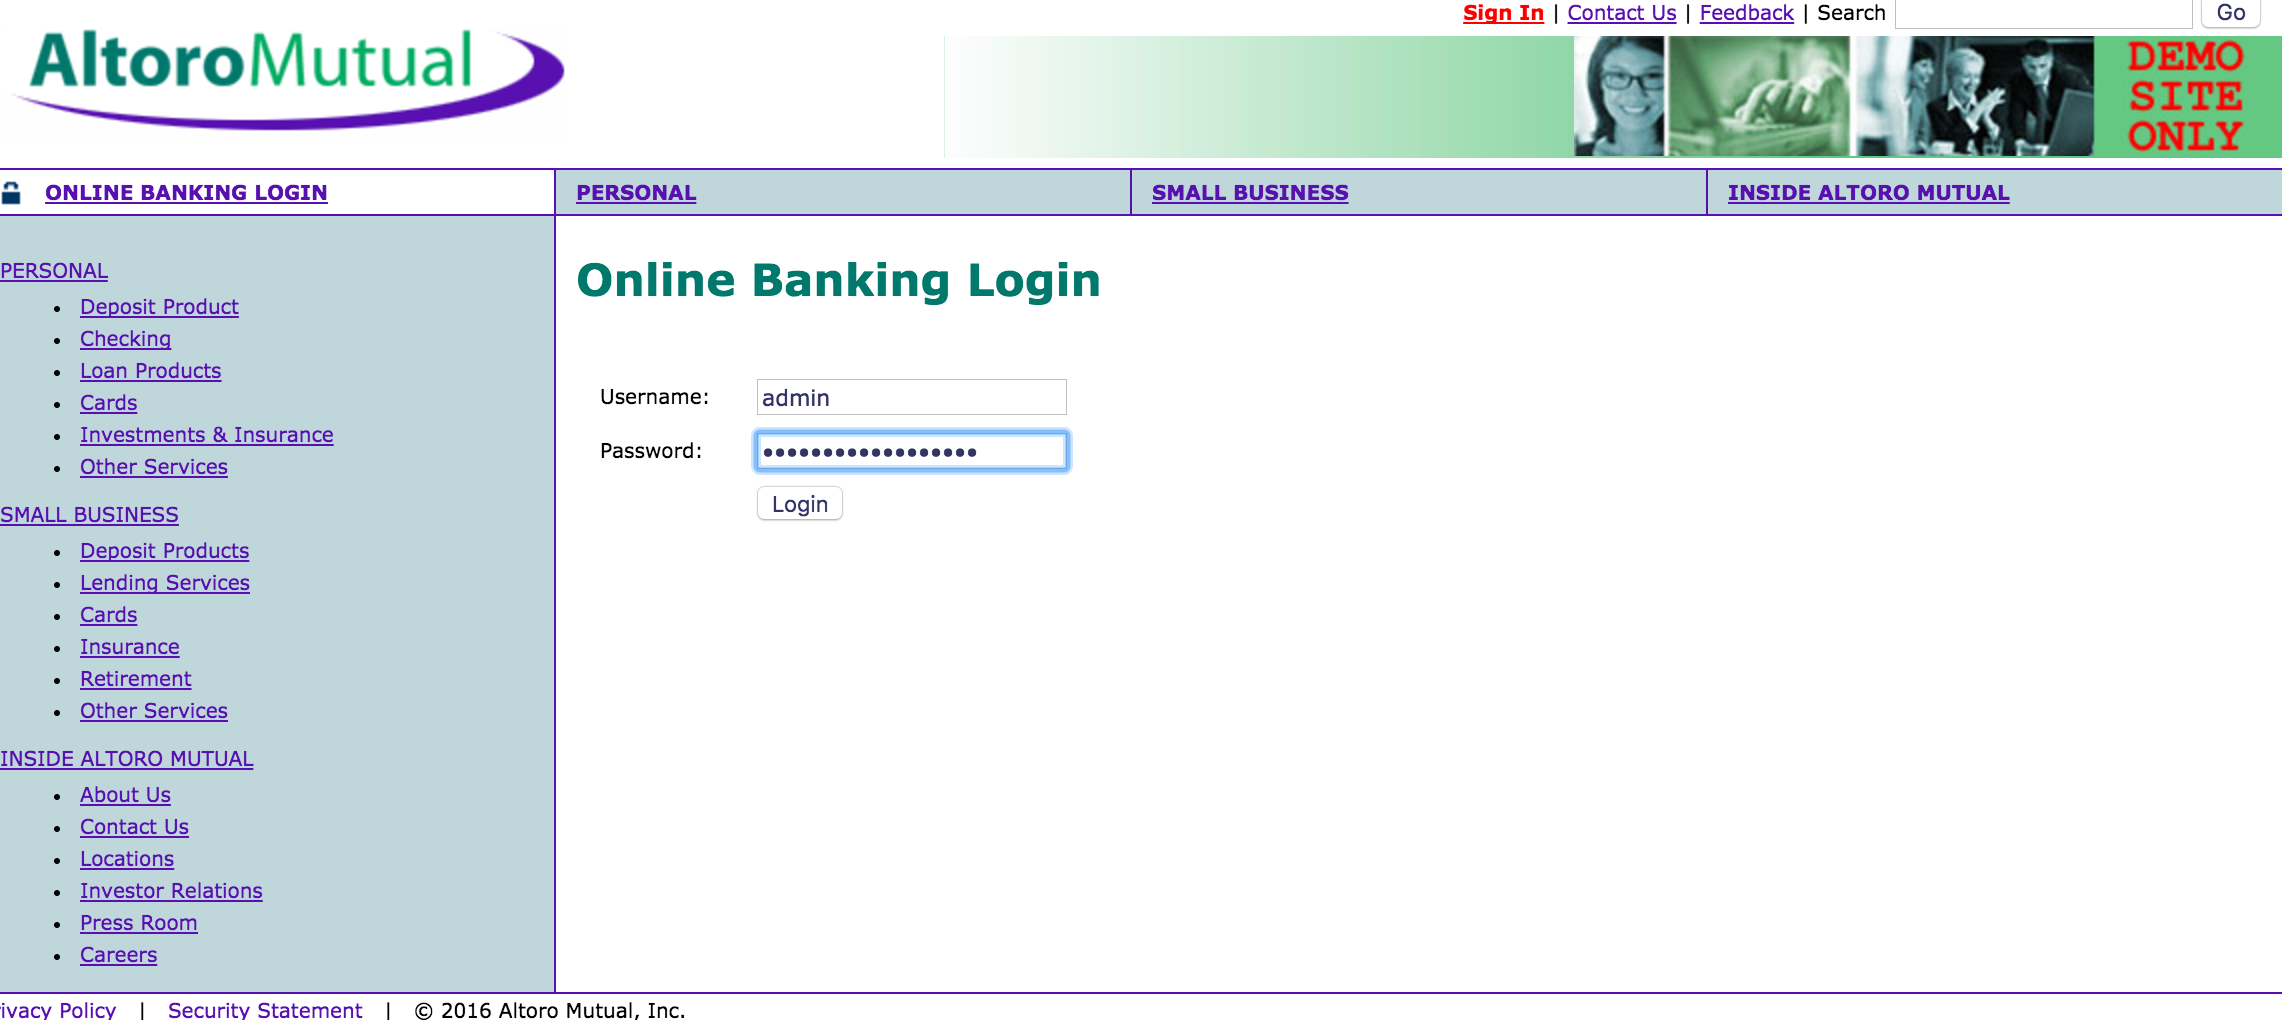 Sign In | Contact Us | Feedback | Search Go
AltoroMutual
DEMO
SITE
ONLY
ONLINE BANKING LOGIN
PERSONAL
SMALL BUSINESS
INSIDE ALTORO MUTUAL
PERSONAL
• Deposit Product
• Checking
• Loan Products
• Cards
• Investments & Insurance
• Other Services
SMALL BUSINESS
• Deposit Products
• Lending Services
• Cards
• Insurance
• Retirement
• Other Services
INSIDE ALTORO MUTUAL
• About Us
• Contact Us
• Locations
• Investor Relations
• Press Room
• Careers
Online Banking Login
Username: admin
Password: ••••••••••••••••••
Login
ivacy Policy | Security Statement | © 2016 Altoro Mutual, Inc.